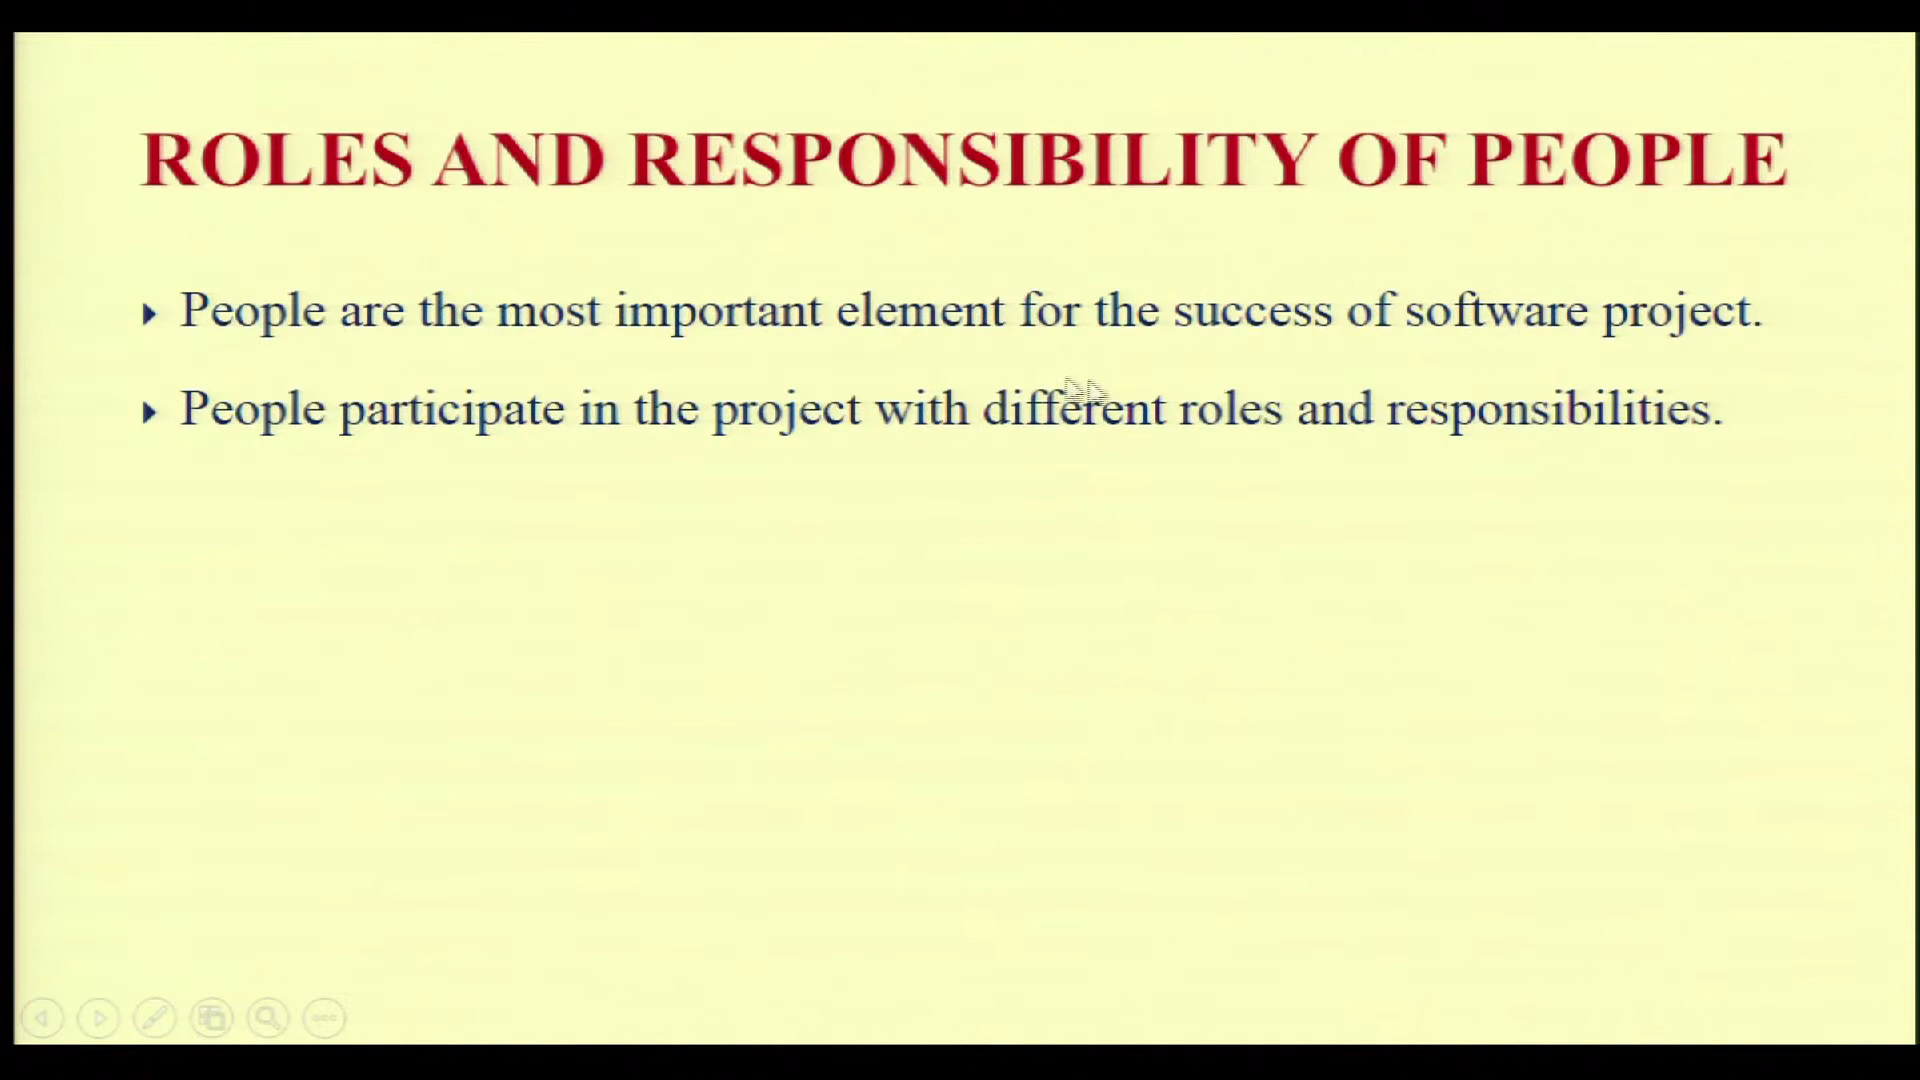 ROLES AND RESPONSIBILITY OF PEOPLE
People are the most important element for the success of software project.
People participate in the project with different roles and responsibilities.